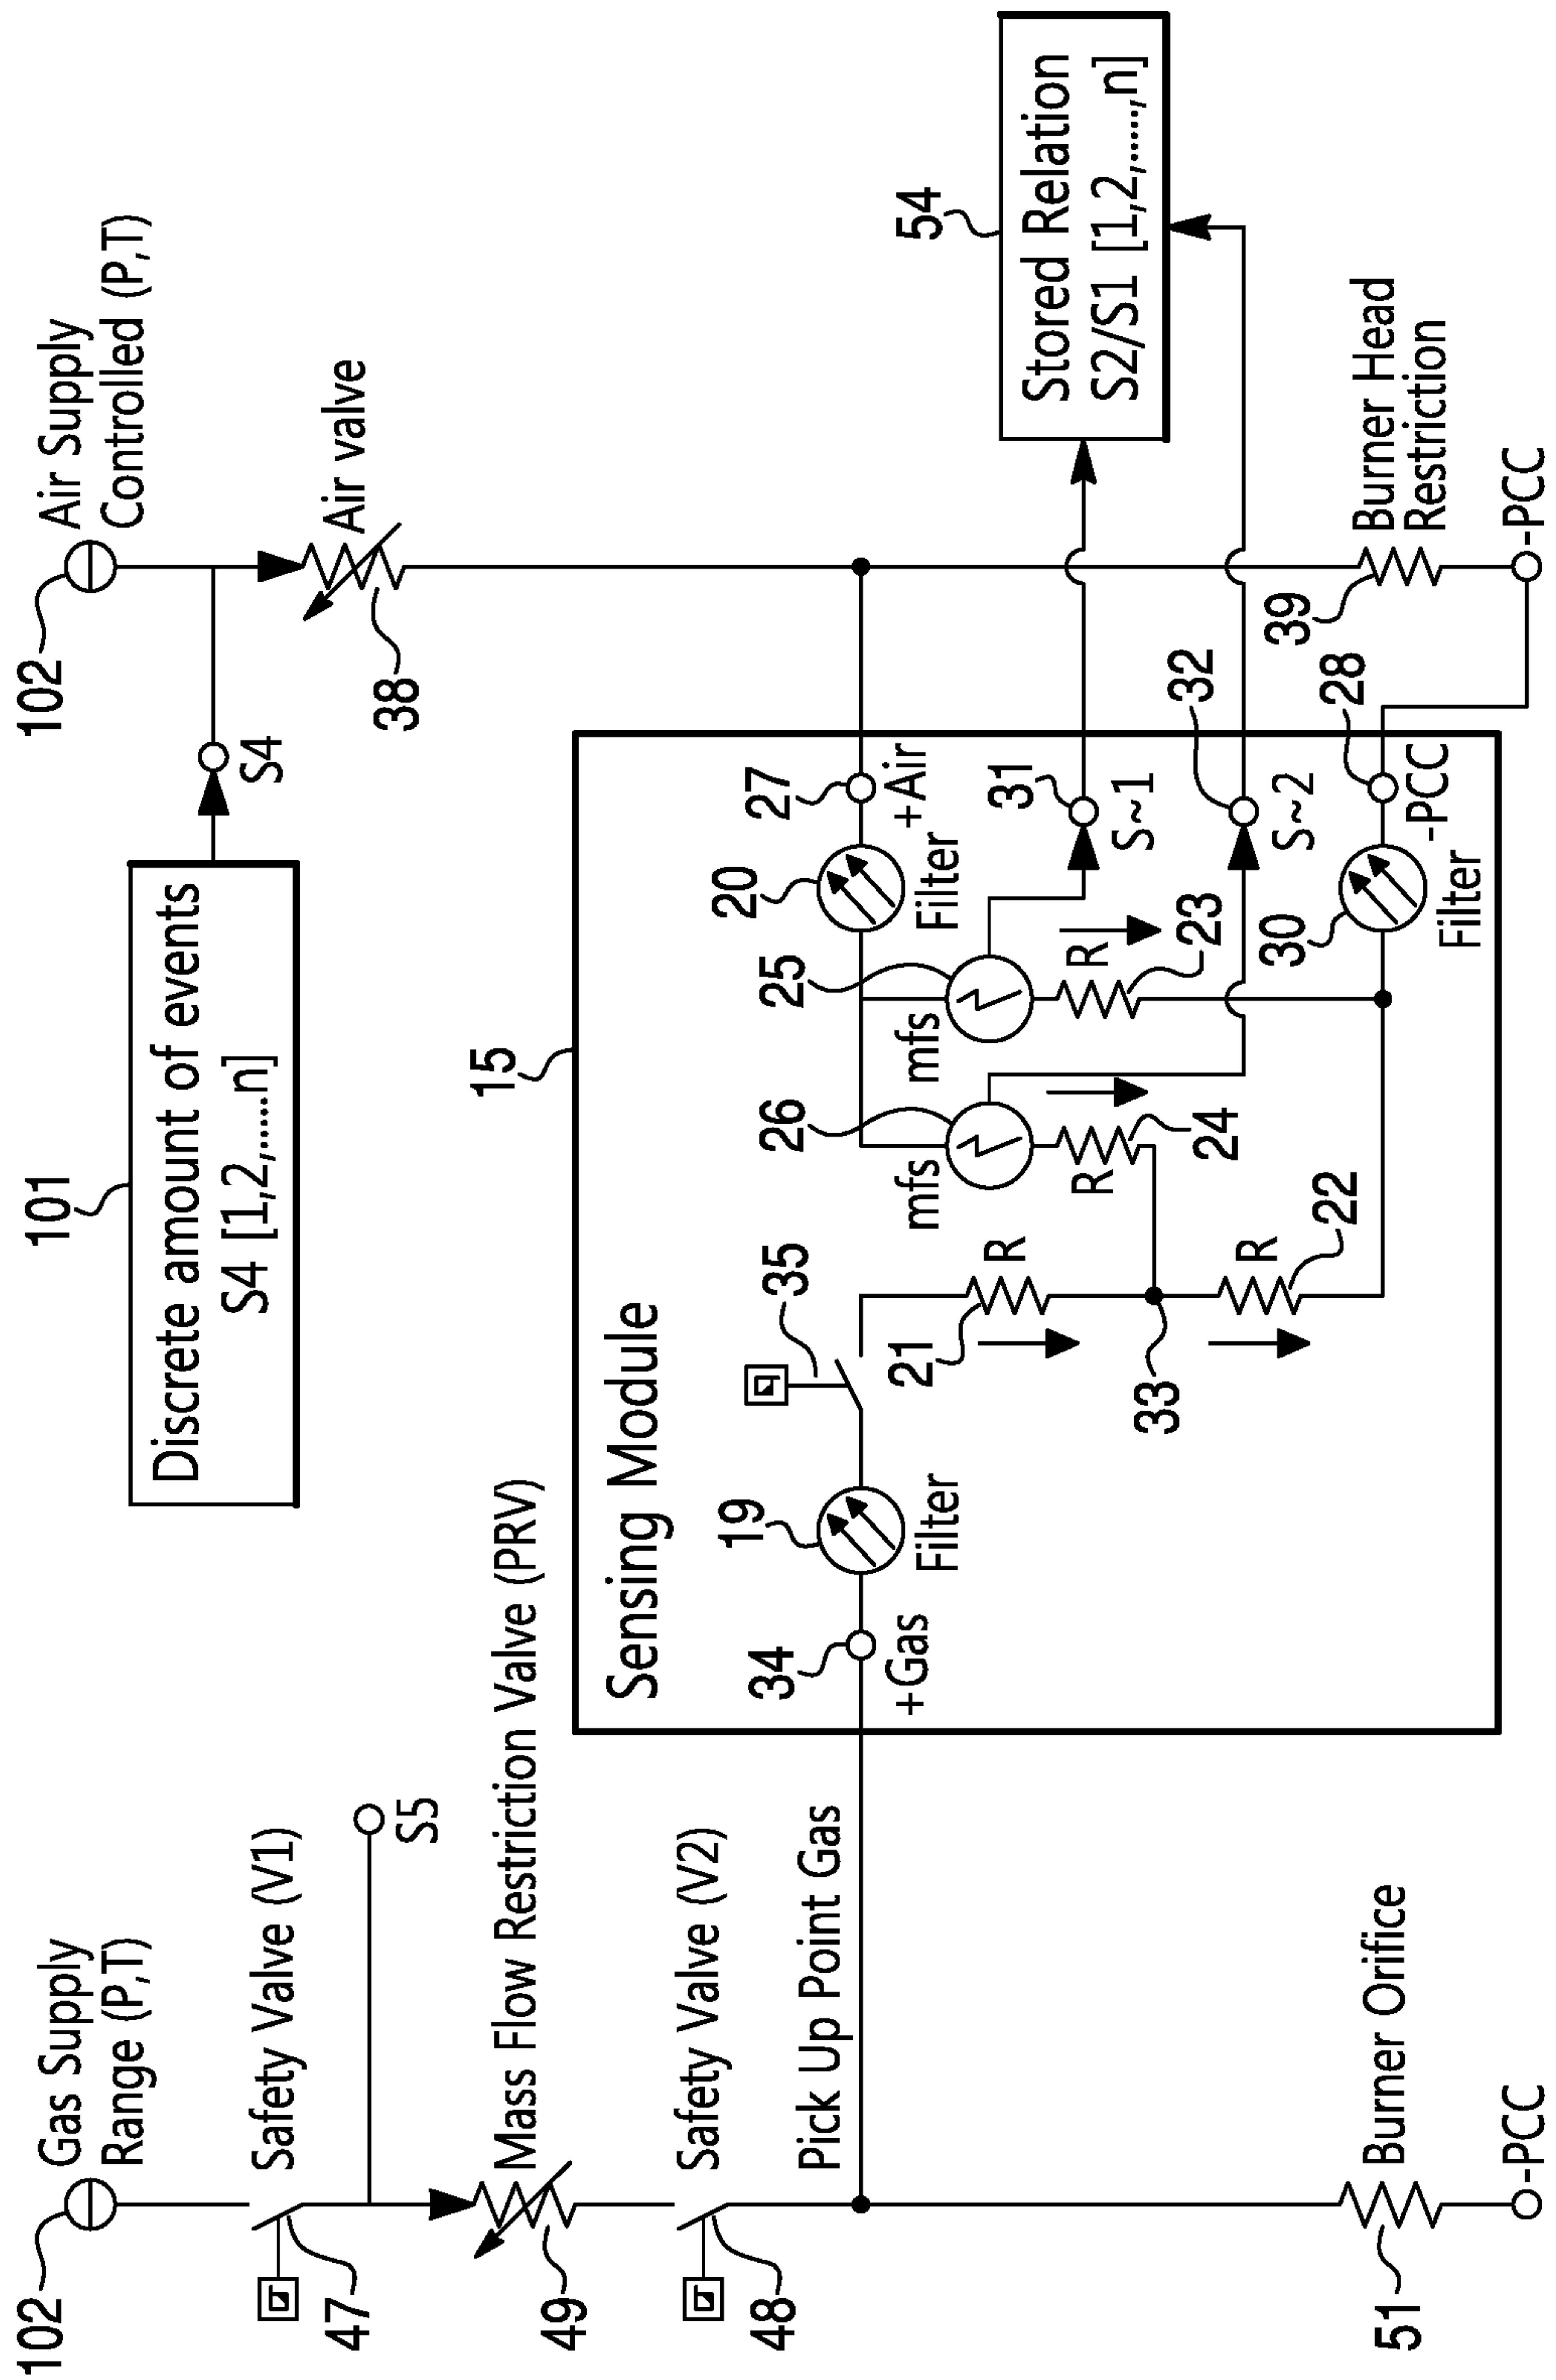 102
Gas Supply
Range (P,T)
Safety Valve (V1)
47
S5
Mass Flow Restriction Valve (PRV)
49
Safety Valve (V2)
48
Pick Up Point Gas
Burner Orifice
51
-PCC
101
Discrete amount of events
S4 [1,2,.....n]
S4
102
Air Supply
Controlled (P,T)
Air valve
38
15
Sensing Module
34
+Gas
19
Filter
35
21
R
33
R
22
26
mfs
R
24
25
mfs
R
23
20
Filter
27
+Air
31
S~1
32
S~2
30
Filter
28
-PCC
54
Stored Relation
S2/S1 [1,2,.....,n]
39
Burner Head
Restriction
-PCC